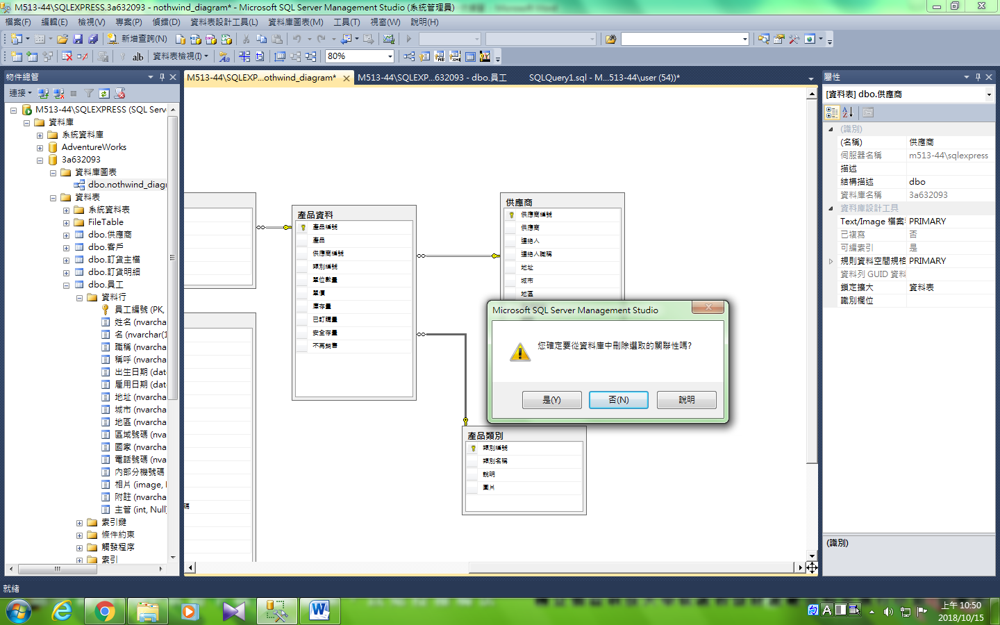 M513-44\SQLEXPRESS.3a632093 - nothwind_diagram* - Microsoft SQL Server Management Studio (系統管理員)
檔案(F) 編輯(E) 檢視(V) 專案(P) 偵錯(D) 資料表設計工具(L) 資料庫圖表(M) 工具(T) 視窗(W) 說明(H)
新增查詢(N)
資料表檢視(I)
80%
物件總管
連接
M513-44\SQLEXPRESS (SQL Serv
資料庫
系統資料庫
AdventureWorks
3a632093
資料庫圖表
dbo.nothwind_diagr
資料表
系統資料表
FileTable
dbo.供應商
dbo.客戶
dbo.訂貨主檔
dbo.訂貨明細
dbo.員工
資料行
員工編號 (PK,
姓名 (nvarcha
名 (nvarchar(1
職稱 (nvarchar
稱呼 (nvarchar
出生日期 (dat
雇用日期 (dat
地址 (nvarchar
城市 (nvarchar
地區 (nvarchar
區域號碼 (nva
國家 (nvarchar
電話號碼 (nva
內部分機號碼
相片 (image, 
附註 (nvarchar
主管 (int, Null)
索引鍵
條件約束
觸發程序
索引
M513-44\SQLEXP...othwind_diagram* M513-44\SQLEXP...632093 - dbo.員工 SQLQuery1.sql - M...513-44\user (54))*
產品資料
產品編號
產品
供應商編號
類別編號
單位數量
單價
庫存量
已訂購量
安全存量
不再銷售
供應商
供應商編號
供應商
連絡人
連絡人職稱
地址
城市
地區
產品類別
類別編號
類別名稱
說明
圖片
碼
Microsoft SQL Server Management Studio
您確定要從資料庫中刪除選取的關聯性嗎?
是(Y) 否(N) 說明
屬性
[資料表] dbo.供應商
(識別)
(名稱) 供應商
伺服器名稱 m513-44\sqlexpress
描述
結構描述 dbo
資料庫名稱 3a632093
資料庫設計工具
Text/Image 檔案 PRIMARY
已複寫 否
可編索引 是
規則資料空間規格 PRIMARY
資料列 GUID 資料
鎖定擴大 資料表
識別欄位
(識別)
就緒
A
上午 10:50
2018/10/15